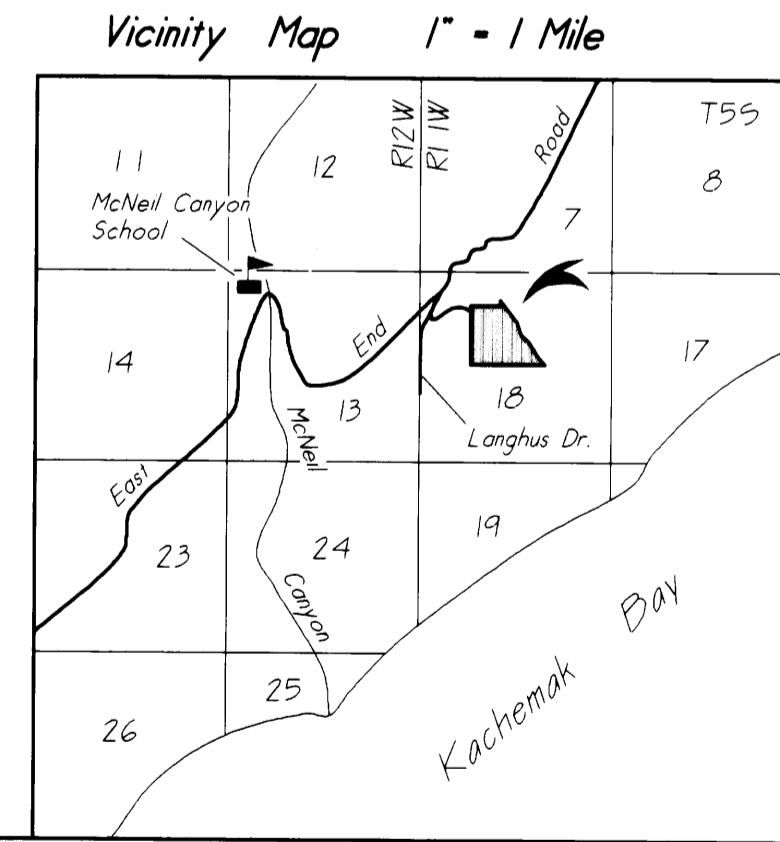 Vicinity Map 1" = 1 Mile
T5S
R12W
R11W
Road
11
12
7
8
McNeil Canyon
School
End
14
13
18
17
McNeil
Langhus Dr.
East
23
24
19
Canyon
Bay
25
26
Kachemak